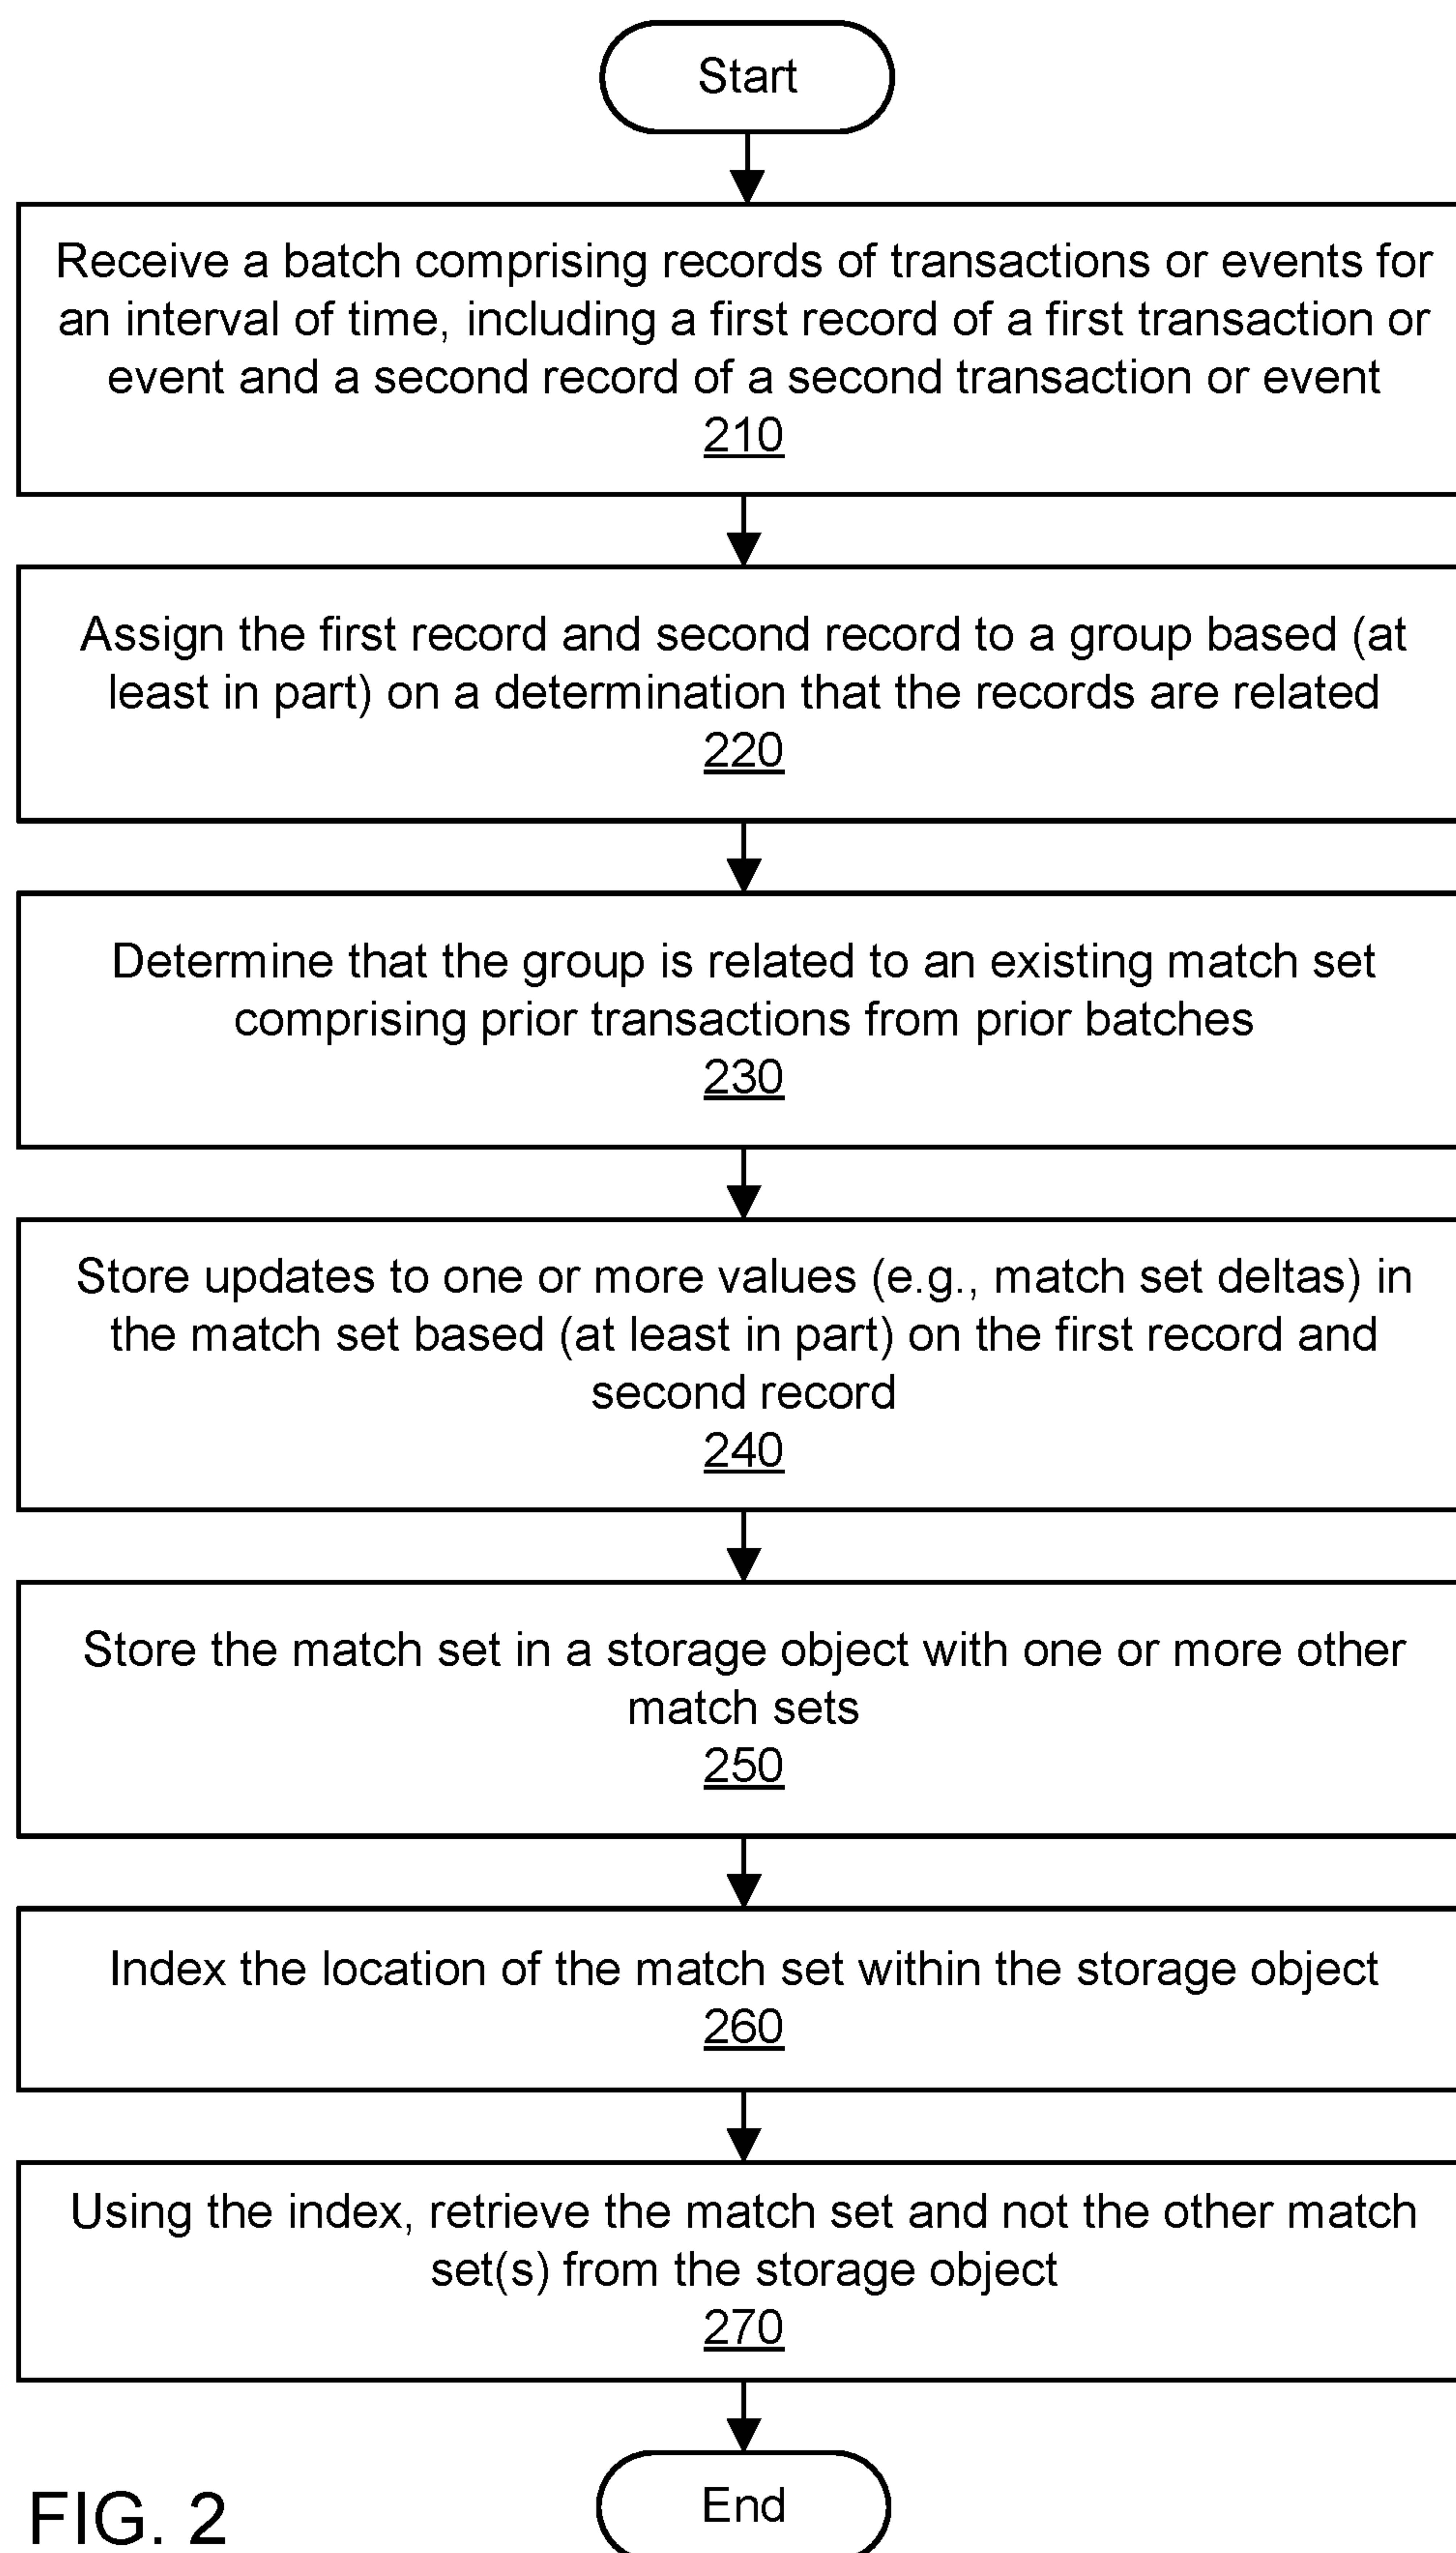 Start
Receive a batch comprising records of transactions or events for
an interval of time, including a first record of a first transaction or
event and a second record of a second transaction or event
210
Assign the first record and second record to a group based (at
least in part) on a determination that the records are related
220
Determine that the group is related to an existing match set
comprising prior transactions from prior batches
230
Store updates to one or more values (e.g., match set deltas) in
the match set based (at least in part) on the first record and
second record
240
Store the match set in a storage object with one or more other
match sets
250
Index the location of the match set within the storage object
260
Using the index, retrieve the match set and not the other match
set(s) from the storage object
270
End
FIG. 2